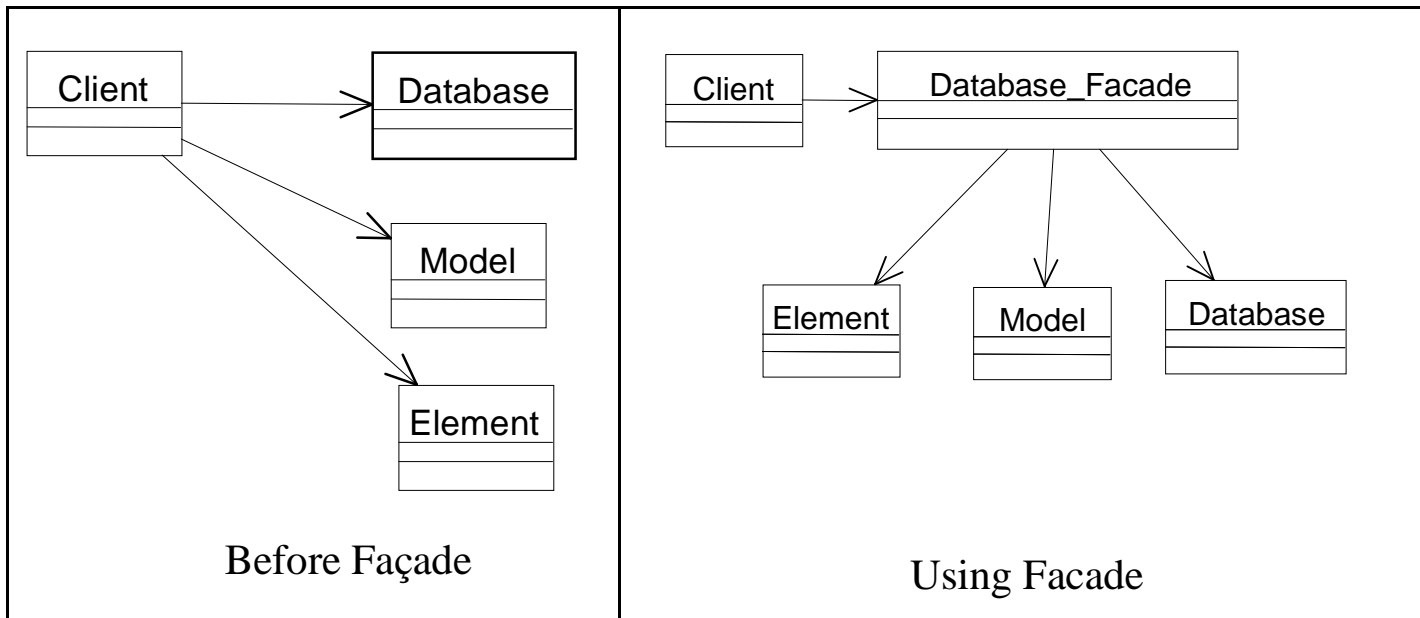 Client
Database
Model
Element
Before Façade
Client
Database_Facade
Element
Model
Database
Using Facade